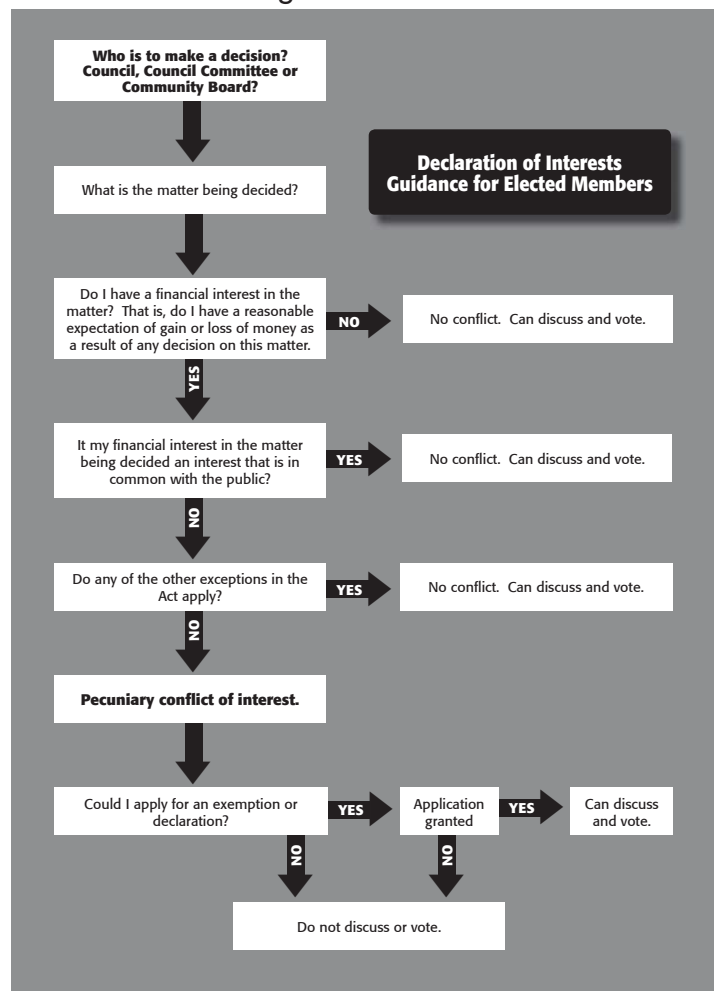 Who is to make a decision?
Council, Council Committee or
Community Board?
Declaration of Interests
Guidance for Elected Members
What is the matter being decided?
Do I have a financial interest in the
matter? That is, do I have a reasonable
expectation of gain or loss of money as
a result of any decision on this matter.
NO
No conflict. Can discuss and vote.
YES
It my financial interest in the matter
being decided an interest that is in
common with the public?
YES
No conflict. Can discuss and vote.
NO
Do any of the other exceptions in the
Act apply?
YES
No conflict. Can discuss and vote.
NO
Pecuniary conflict of interest.
Could I apply for an exemption or
declaration?
YES
Application
granted
YES
Can discuss
and vote.
NO
NO
Do not discuss or vote.